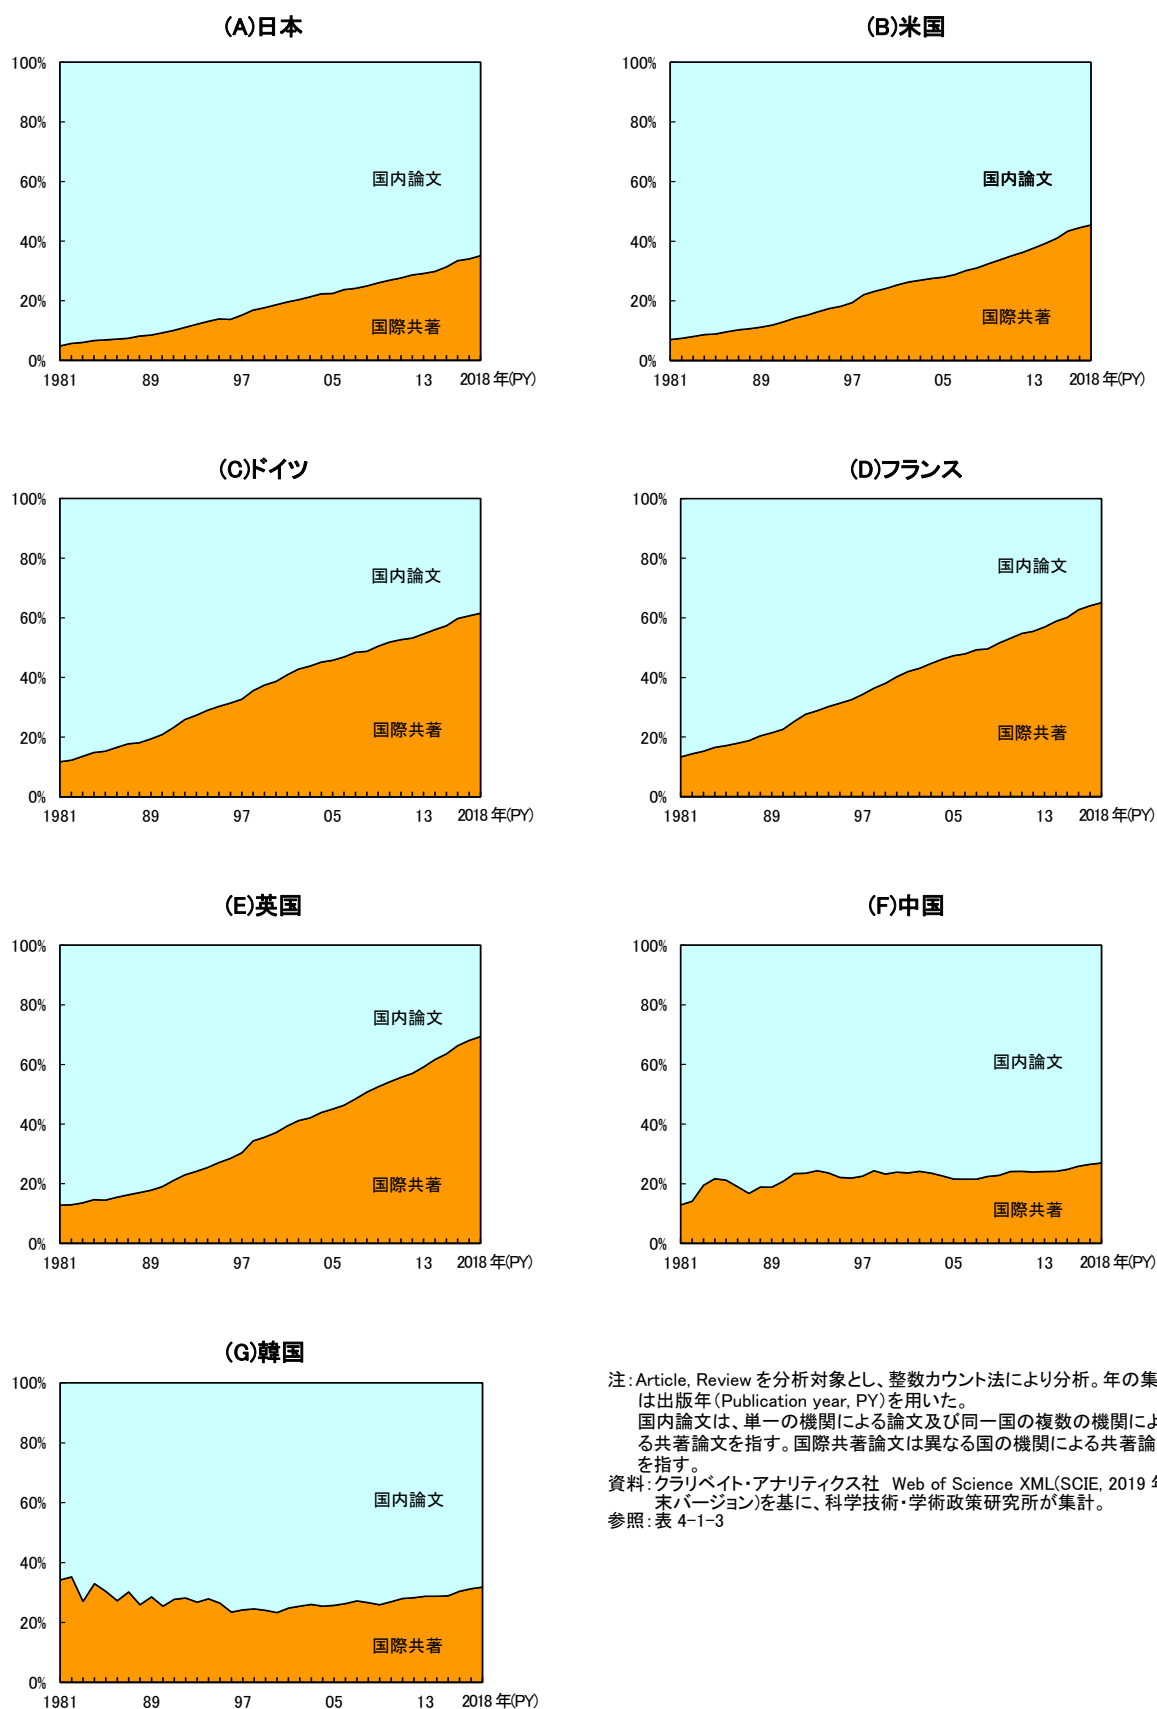 (A)日本
100%
80%
60%
40%
20%
0%
国内論文
国際共著
1981 89 97 05 13 2018 年(PY)
(B)米国
100%
80%
60%
40%
20%
0%
国内論文
国際共著
1981 89 97 05 13 2018 年(PY)
(C)ドイツ
100%
80%
60%
40%
20%
0%
国内論文
国際共著
1981 89 97 05 13 2018 年(PY)
(D)フランス
100%
80%
60%
40%
20%
0%
国内論文
国際共著
1981 89 97 05 13 2018 年(PY)
(E)英国
100%
80%
60%
40%
20%
0%
国内論文
国際共著
1981 89 97 05 13 2018 年(PY)
(F)中国
100%
80%
60%
40%
20%
0%
国内論文
国際共著
1981 89 97 05 13 2018 年(PY)
(G)韓国
100%
80%
60%
40%
20%
0%
国内論文
国際共著
1981 89 97 05 13 2018 年(PY)
注:Article, Review を分析対象とし、整数カウント法により分析。年の集
は出版年(Publication year, PY)を用いた。
国内論文は、単一の機関による論文及び同一国の複数の機関によ
る共著論文を指す。国際共著論文は異なる国の機関による共著論
を指す。
資料:クラリベイト・アナリティクス社 Web of Science XML(SCIE, 2019 年
末バージョン)を基に、科学技術・学術政策研究所が集計。
参照:表 4-1-3